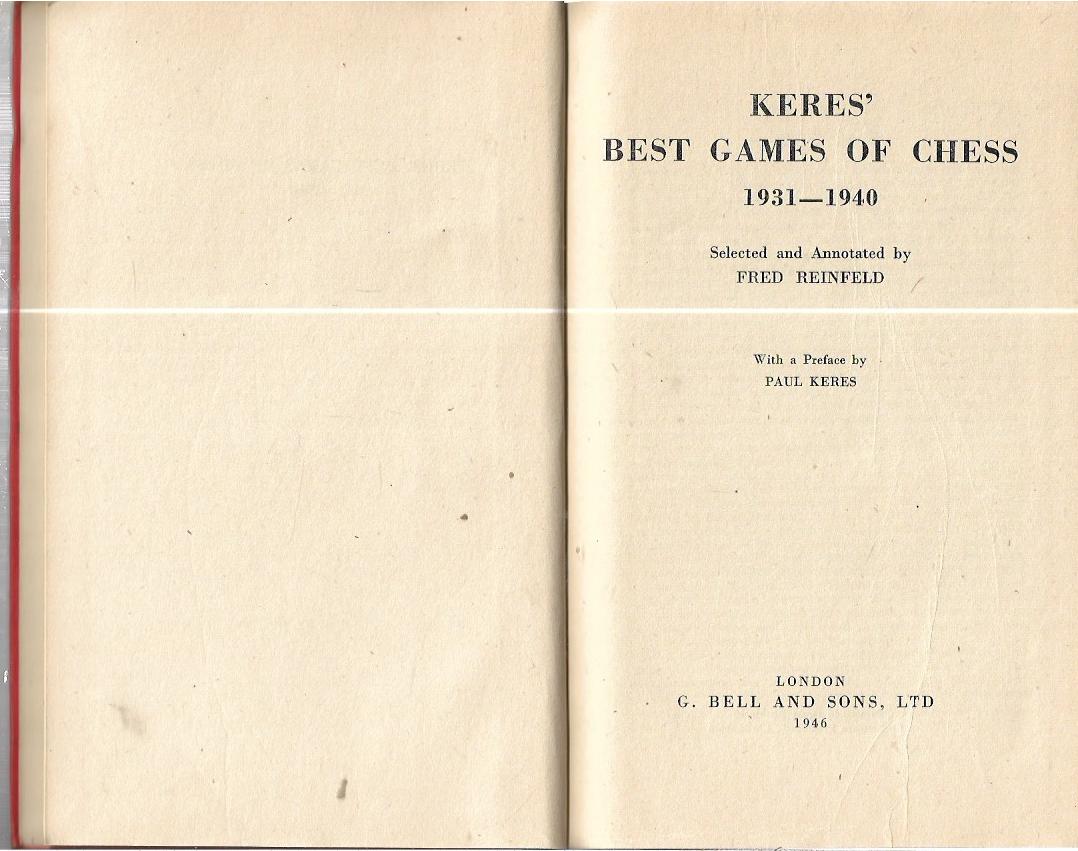 KERES'
BEST GAMES OF CHESS
1931—1940
Selected and Annotated by
FRED REINFELD
With a Preface by
PAUL KERES
LONDON
G. BELL AND SONS, LTD
1946